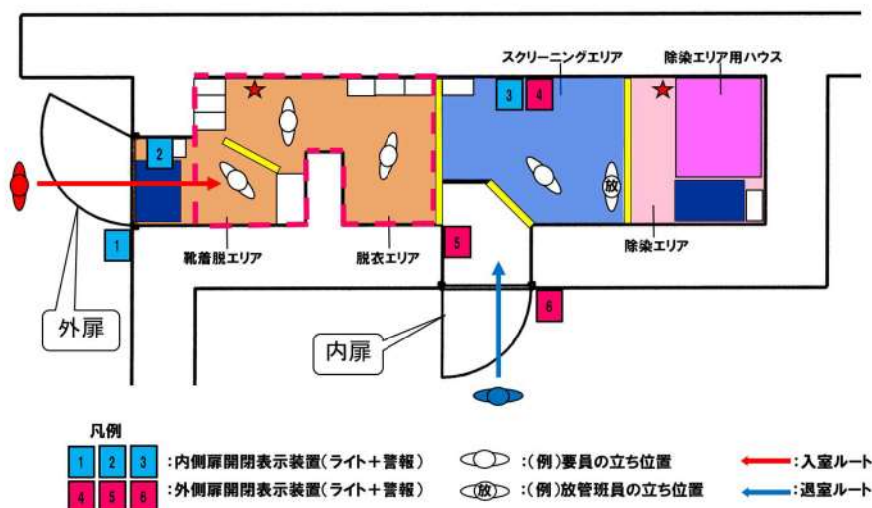 スクリーニングエリア
除染エリア用ハウス
3
4
2
放
1
靴着脱エリア
脱衣エリア
5
除染エリア
6
外扉
内扉
凡例
1 2 3 :内側扉開閉表示装置(ライト+警報)
:(例)要員の立ち位置
:入室ルート
4 5 6 :外側扉開閉表示装置(ライト+警報)
放 :(例)放管班員の立ち位置
:退室ルート